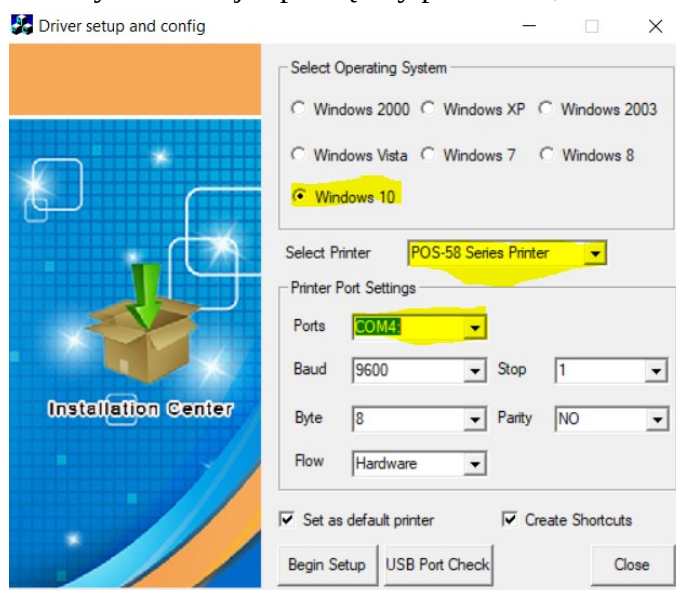 Driver setup and config
Select Operating System
Windows 2000 Windows XP Windows 2003
Windows Vista Windows 7 Windows 8
Windows 10
Select Printer POS-58 Series Printer
Printer Port Settings
Ports COM4:
Baud 9600 Stop 1
Byte 8 Parity NO
Flow Hardware
Installation Center
Set as default printer Create Shortcuts
Begin Setup USB Port Check Close